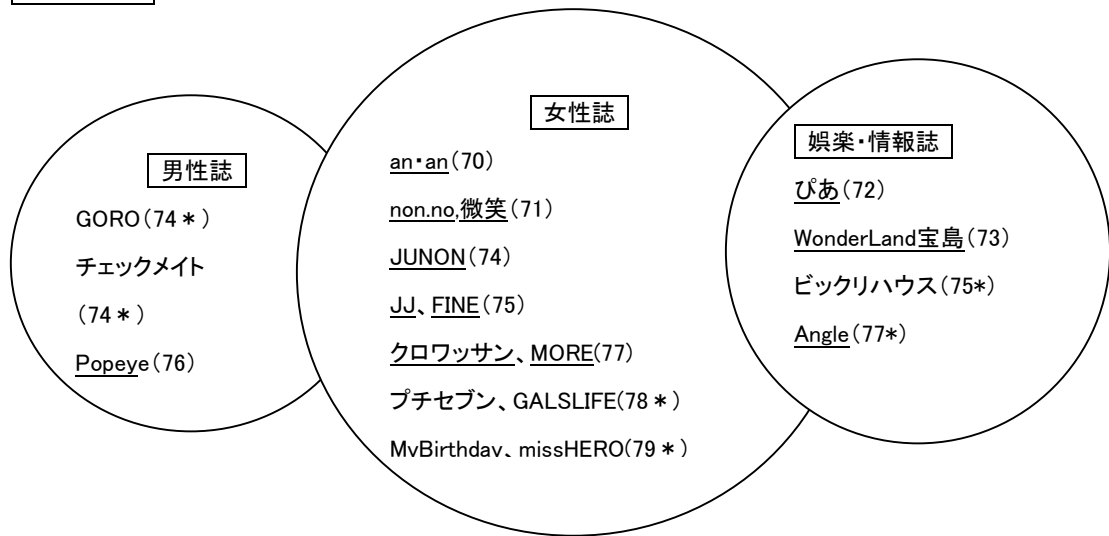 男性誌
GORO(74＊)
チェックメイト
(74＊)
Popeye(76)
女性誌
an・an(70)
non.no,微笑(71)
JUNON(74)
JJ、FINE(75)
クロワッサン、MORE(77)
プチセブン、GALSLIFE(78＊)
MyBirthday、missHERO(79＊)
娯楽・情報誌
ぴあ(72)
WonderLand宝島(73)
ビックリハウス(75*)
Angle(77*)